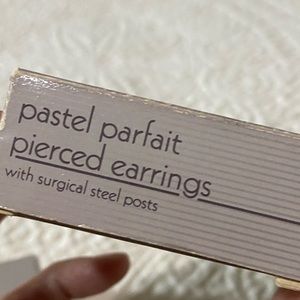 pastel parfait
pierced earrings
with surgical steel posts